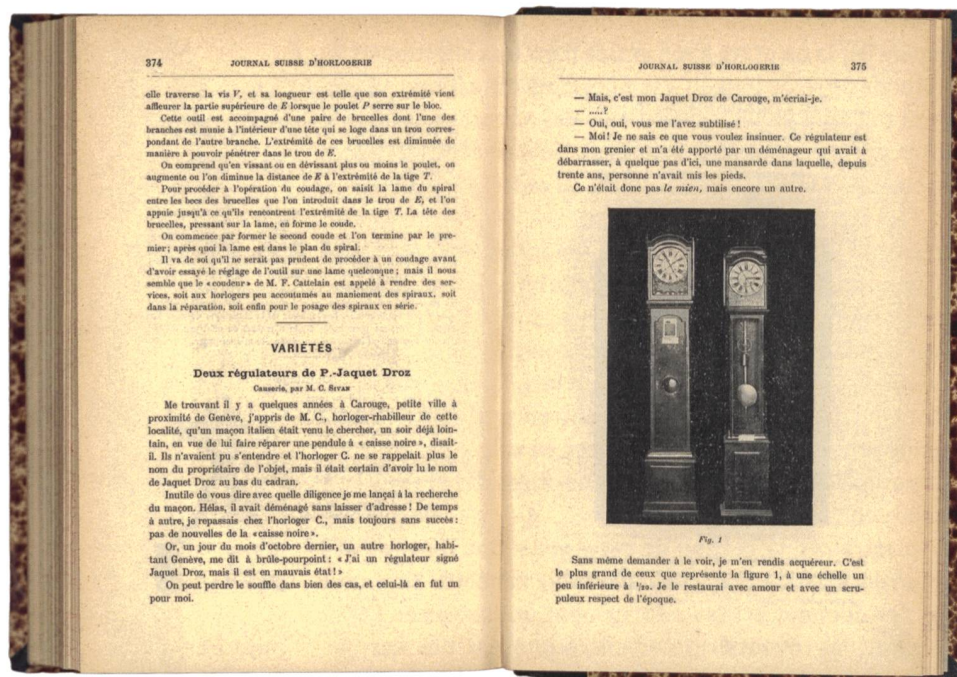 374 JOURNAL SUISSE D'HORLOGERIE
elle traverse la vis V, et sa longueur est telle que son extrémité vient
affleurer la partie supérieure de E lorsque le poulet P serre sur le bloc.
Cette outil est accompagné d'une paire de brucelles dont l'une des
branches est munie à l'intérieur d'une tête qui se loge dans un trou corres-
pondant de l'autre branche. L'extrémité de ces brucelles est diminuée de
manière à pouvoir pénétrer dans le trou de E.
On comprend qu'en vissant ou en dévissant plus ou moins le poulet, on
augmente ou l'on diminue la distance de E à l'extrémité de la tige T.
Pour procéder à l'opération du coudage, on saisit la lame du spiral
entre les becs des brucelles que l'on introduit dans le trou de E, et l'on
appuie jusqu'à ce qu'ils rencontrent l'extrémité de la tige T. La tête des
brucelles, pressant sur la lame, en forme le coude.
On commence par former le second coude et l'on termine par le pre-
mier; après quoi la lame est dans le plan du spiral.
Il va de soi qu'il ne serait pas prudent de procéder à un coudage avant
d'avoir essayé le réglage de l'outil sur une lame quelconque; mais il nous
semble que le «coudeur» de M. F. Cattelain est appelé à rendre des ser-
vices, soit aux horlogers peu accoutumés au maniement des spiraux, soit
dans la réparation, soit enfin pour le posage des spiraux en série.
VARIÉTÉS
Deux régulateurs de P.-Jaquet Droz
Causerie, par M. C. SIVAN
Me trouvant il y a quelques années à Carouge, petite ville à
proximité de Genève, j'appris de M. C., horloger-rhabilleur de cette
localité, qu'un maçon italien était venu le chercher, un soir déjà loin-
tain, en vue de lui faire réparer une pendule à « caisse noire », disait-
il. Ils n'avaient pu s'entendre et l'horloger C. ne se rappelait plus le
nom du propriétaire de l'objet, mais il était certain d'avoir lu le nom
de Jaquet Droz au bas du cadran.
Inutile de vous dire avec quelle diligence je me lançai à la recherche
du maçon. Hélas, il avait déménagé sans laisser d'adresse! De temps
à autre, je repassais chez l'horloger C., mais toujours sans succès:
pas de nouvelles de la «caisse noire».
Or, un jour du mois d'octobre dernier, un autre horloger, habi-
tant Genève, me dit à brûle-pourpoint: «J'ai un régulateur signé
Jaquet Droz, mais il est en mauvais état!»
On peut perdre le souffle dans bien des cas, et celui-là en fut un
pour moi.
JOURNAL SUISSE D'HORLOGERIE 375
— Mais, c'est mon Jaquet Droz de Carouge, m'écriai-je.
— .....?
— Oui, oui, vous me l'avez subtilisé!
— Moi! Je ne sais ce que vous voulez insinuer. Ce régulateur est
dans mon grenier et m'a été apporté par un déménageur qui avait à
débarrasser, à quelque pas d'ici, une mansarde dans laquelle, depuis
trente ans, personne n'avait mis les pieds.
Ce n'était donc pas le mien, mais encore un autre.
Fig. 1
Sans même demander à le voir, je m'en rendis acquéreur. C'est
le plus grand de ceux que représente la figure 1, à une échelle un
peu inférieure à 1/20. Je le restaurai avec amour et avec un scru-
puleux respect de l'époque.